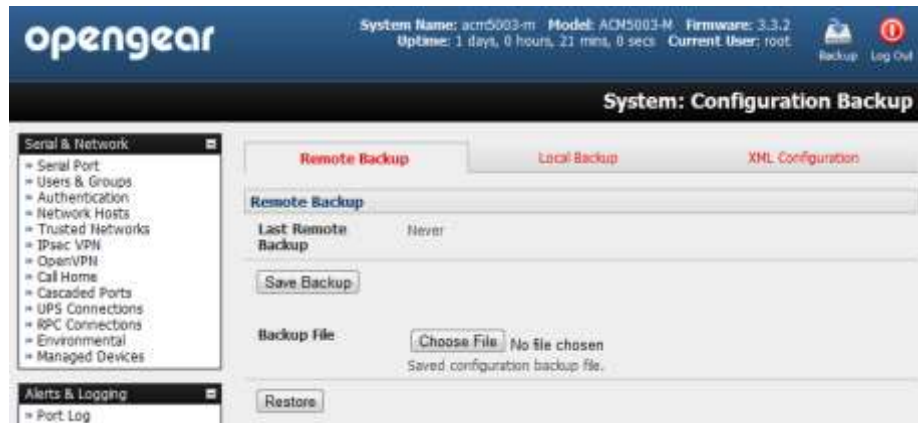 opengear
System Name: acm5003-m Model: ACM5003-M Firmware: 3.3.2
Uptime: 1 days, 0 hours, 21 mins, 0 secs Current User: root
Backup Log Out
System: Configuration Backup
Serial & Network
» Serial Port
» Users & Groups
» Authentication
» Network Hosts
» Trusted Networks
» IPsec VPN
» OpenVPN
» Call Home
» Cascaded Ports
» UPS Connections
» RPC Connections
» Environmental
» Managed Devices
Alerts & Logging
» Port Log
Remote Backup Local Backup XML Configuration
Remote Backup
Last Remote Backup Never
Save Backup
Backup File Choose File No file chosen
Saved configuration backup file.
Restore